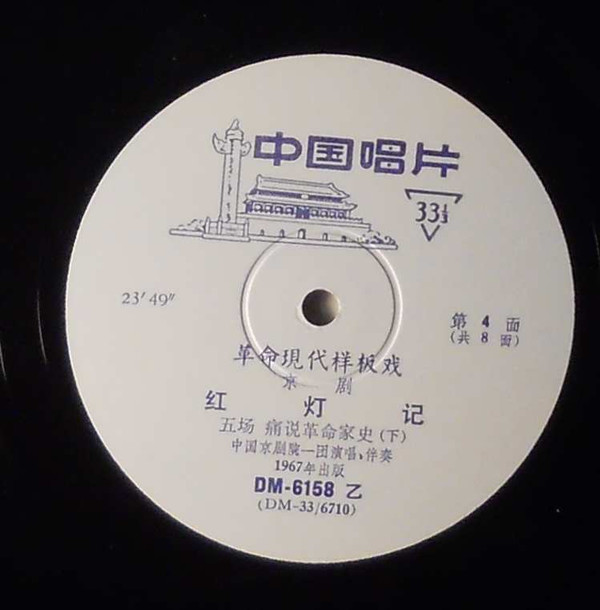 中国唱片
33⅓
23′49″
第 4 面
(共 8 面)
革命现代样板戏
京 剧
红 灯 记
五场 痛说革命家史(下)
中国京剧院一团演唱、伴奏
1967年出版
DM-6158 乙
(DM-33/6710)